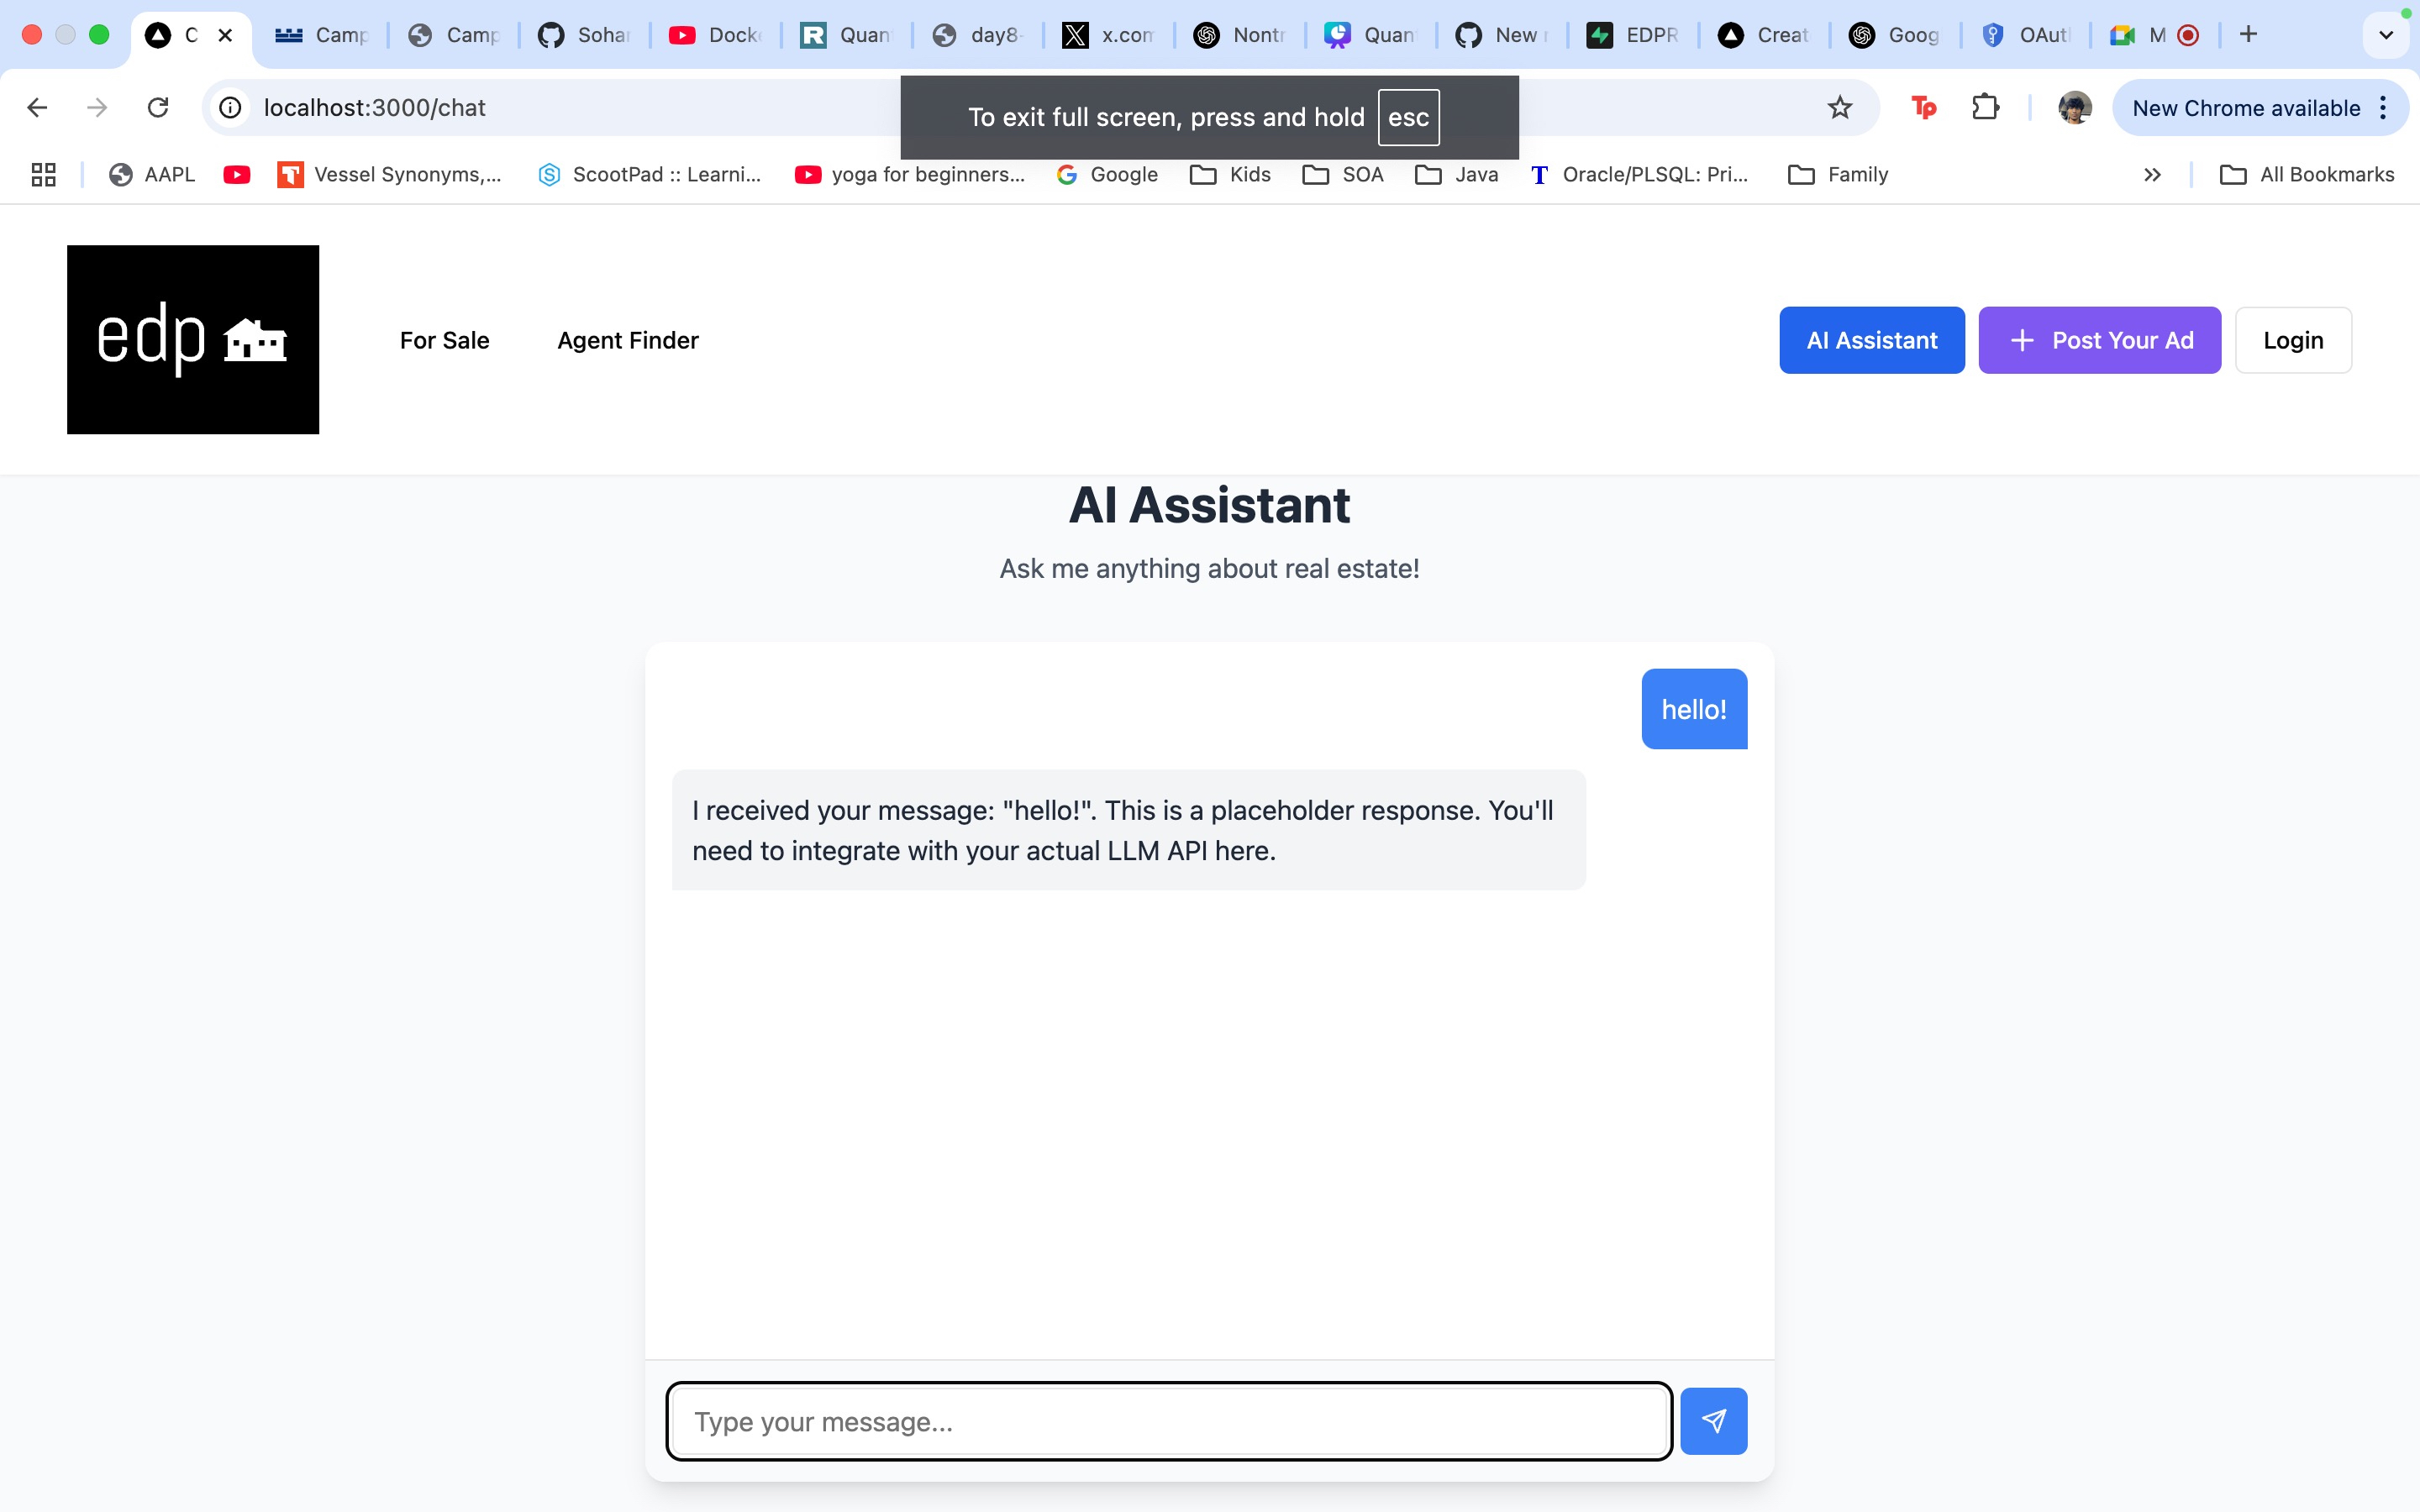 C
Camp
Camp
Sohar
Docke
Quan
day8-
x.com
Nontr
Quan
New
EDPR
Creat
Goog
OAut
M
localhost:3000/chat
To exit full screen, press and hold esc
New Chrome available
AAPL
Vessel Synonyms,...
ScootPad :: Learni...
yoga for beginners...
Google
Kids
SOA
Java
Oracle/PLSQL: Pri...
Family
All Bookmarks
edp
For Sale
Agent Finder
AI Assistant
Post Your Ad
Login
AI Assistant
Ask me anything about real estate!
hello!
I received your message: "hello!". This is a placeholder response. You'll
need to integrate with your actual LLM API here.
Type your message...